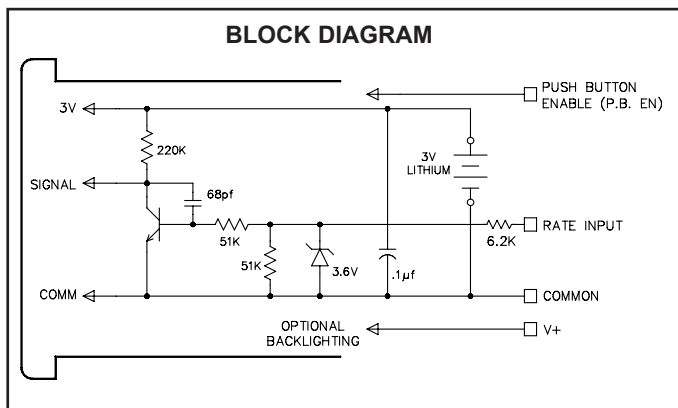 BLOCK DIAGRAM
PUSH BUTTON
ENABLE (P.B. EN)
3V
220K
3V
LITHIUM
SIGNAL
68pf
51K
RATE INPUT
6.2K
51K
3.6V
.1µf
COMM
COMMON
OPTIONAL
BACKLIGHTING
V+